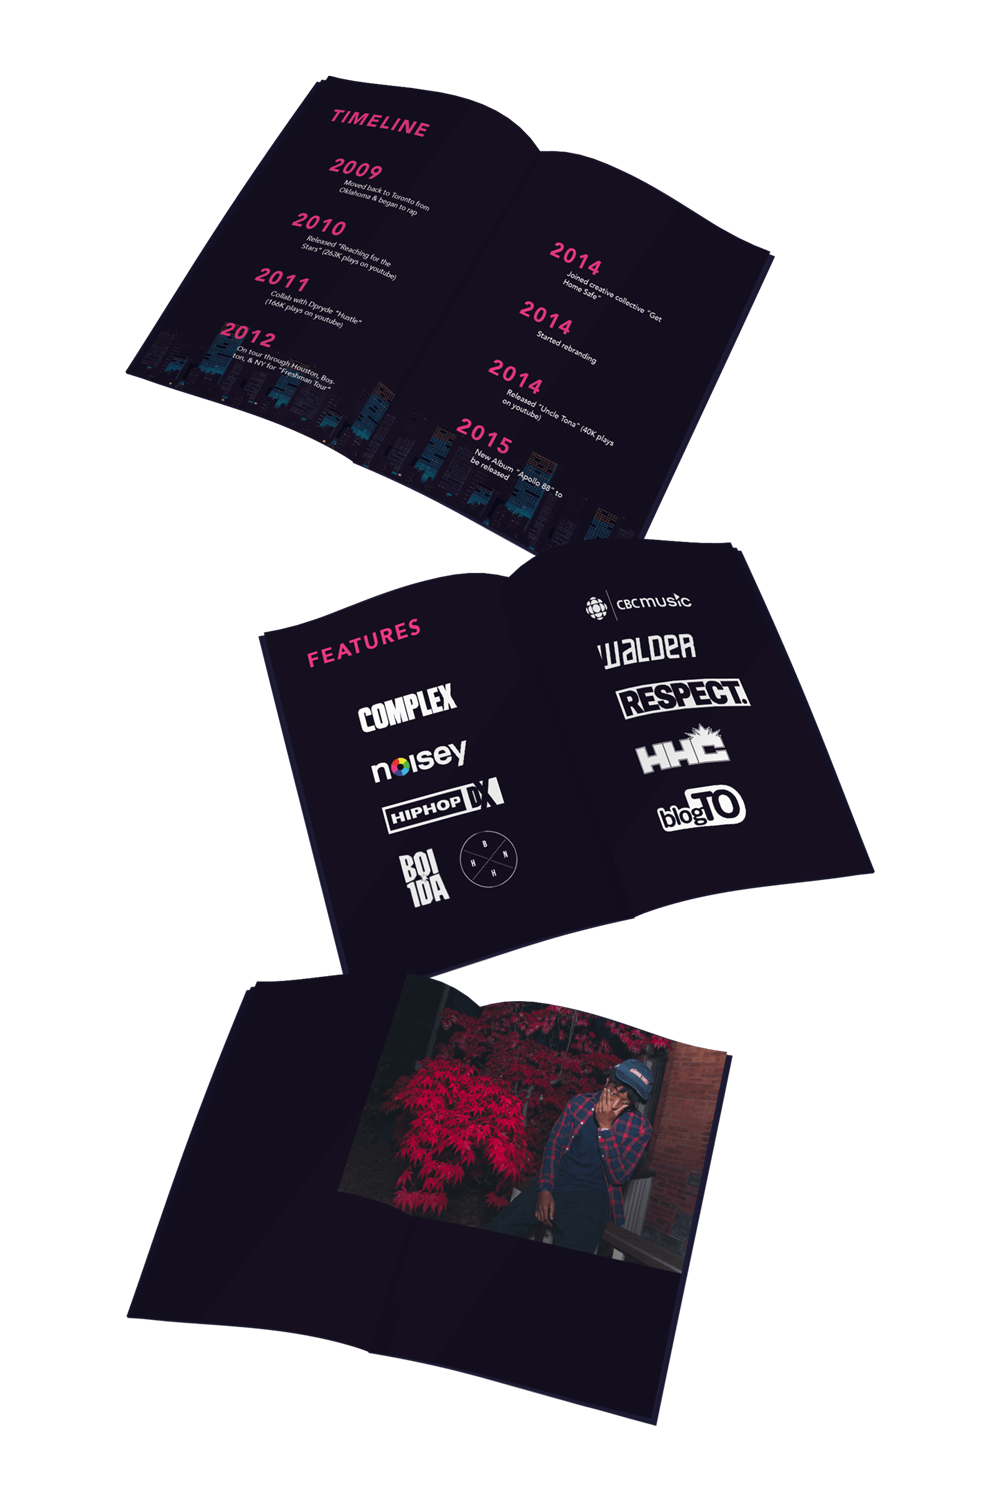 TIMELINE
2009
Moved back to Toronto from
Oklahoma & began to rap
2010
Released "Reaching for the
Stars" (263K plays on youtube)
2011
Collab with Dpryde "Hustle"
(166K plays on youtube)
2012
On tour through Houston, Bos-
ton, & NY for "Freshman Tour"
2014
Joined creative collective "Get
Home Safe"
2014
Started rebranding
2014
Released "Uncle Tona" (40K plays
on youtube)
2015
New Album "Apollo 88" to
be released
FEATURES
COMPLEX
noisey
HIPHOP DX
BOI
1DA
B
H N
H
CBC music
WALDER
RESPECT.
HHC
blogTO